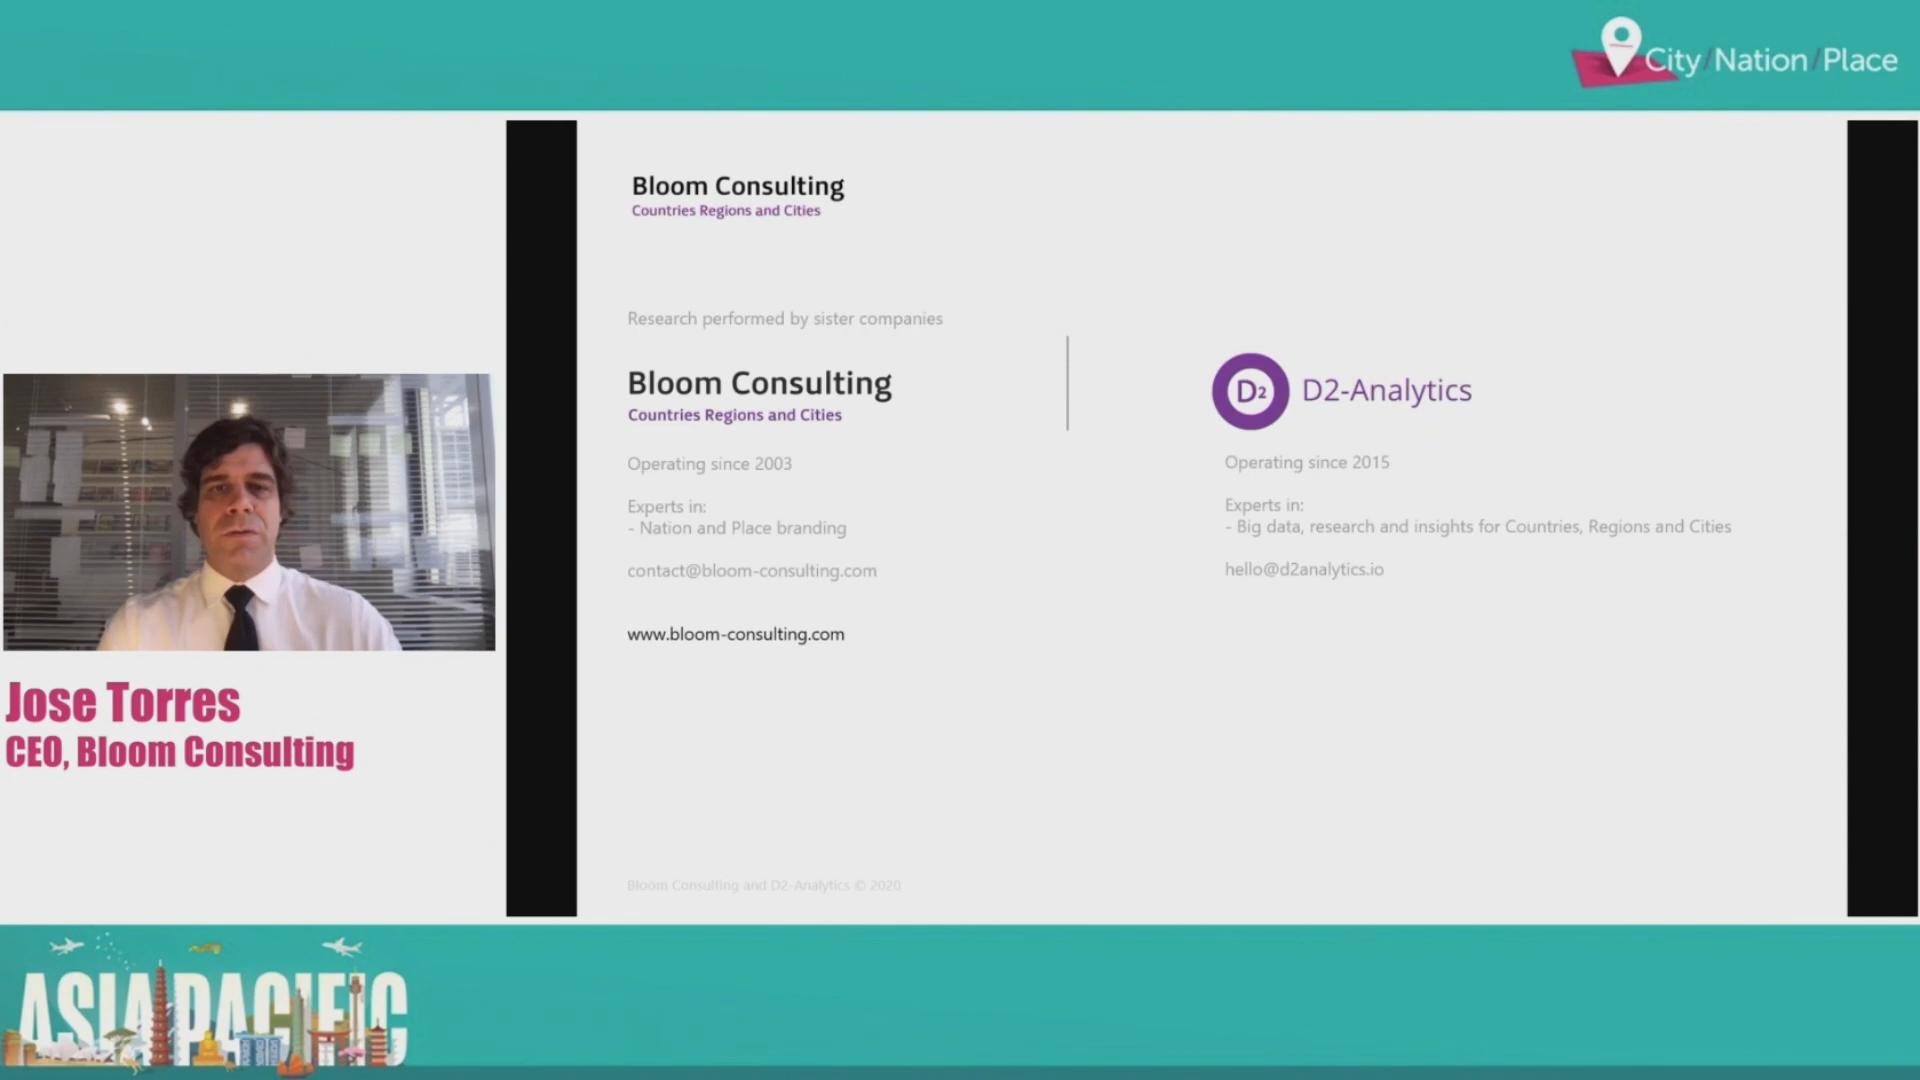 City/Nation/Place
Bloom Consulting
Countries Regions and Cities
Research performed by sister companies
Bloom Consulting
Countries Regions and Cities
Operating since 2003
Experts in:
- Nation and Place branding
contact@bloom-consulting.com
www.bloom-consulting.com
D2
D2-Analytics
Operating since 2015
Experts in:
- Big data, research and insights for Countries, Regions and Cities
hello@d2analytics.io
Bloom Consulting and D2-Analytics © 2020
Jose Torres
CEO, Bloom Consulting
ASIA PACIFIC